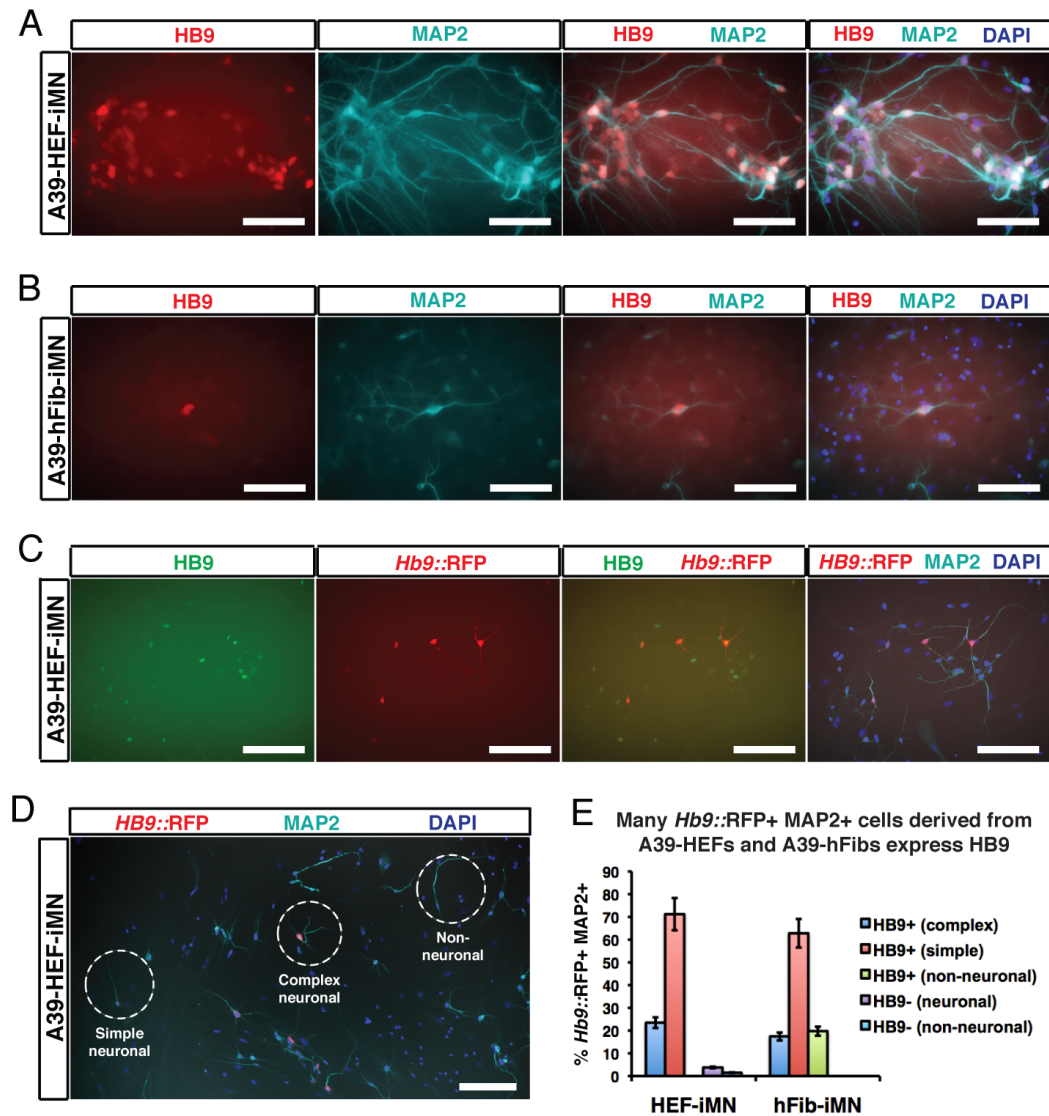 A
HB9 MAP2 HB9 MAP2 HB9 MAP2 DAPI
A39-HEF-iMN
B
HB9 MAP2 HB9 MAP2 HB9 MAP2 DAPI
A39-hFib-iMN
C
HB9 Hb9::RFP HB9 Hb9::RFP HB9::RFP MAP2 DAPI
A39-HEF-iMN
D
HB9::RFP MAP2 DAPI
A39-HEF-iMN
Simple
neuronal
Complex
neuronal
Non-
neuronal
E
Many Hb9::RFP+ MAP2+ cells derived from
A39-HEFs and A39-hFibs express HB9
% Hb9::RFP+ MAP2+
90
80
70
60
50
40
30
20
10
0
HEF-iMN hFib-iMN
HB9+ (complex)
HB9+ (simple)
HB9+ (non-neuronal)
HB9- (neuronal)
HB9- (non-neuronal)